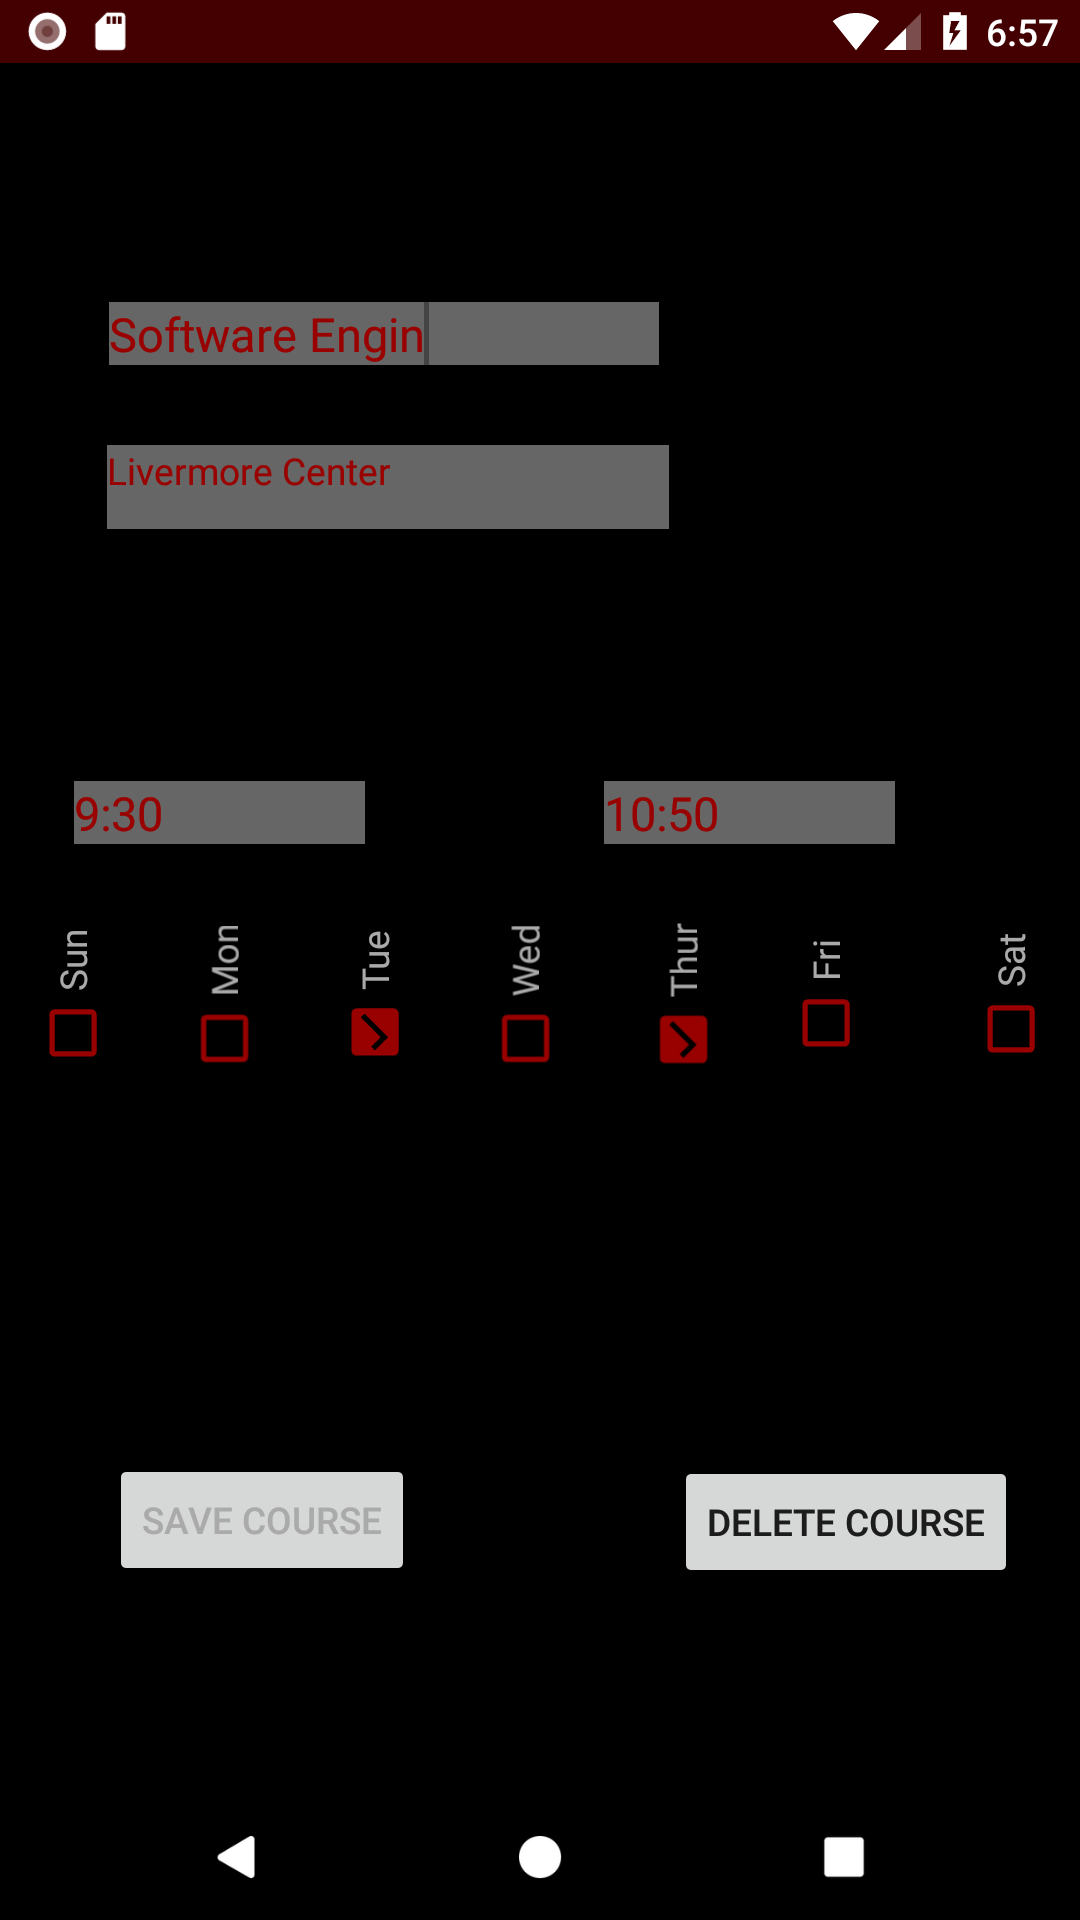 6:57
Software Engin
Livermore Center
9:30 10:50
Sun Mon Tue Wed Thur Fri Sat
SAVE COURSE DELETE COURSE